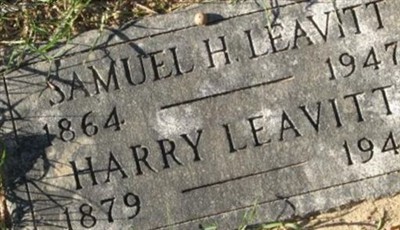 SAMUEL H. LEAVITT
1864 — 1947
HARRY LEAVITT
1879 — 194